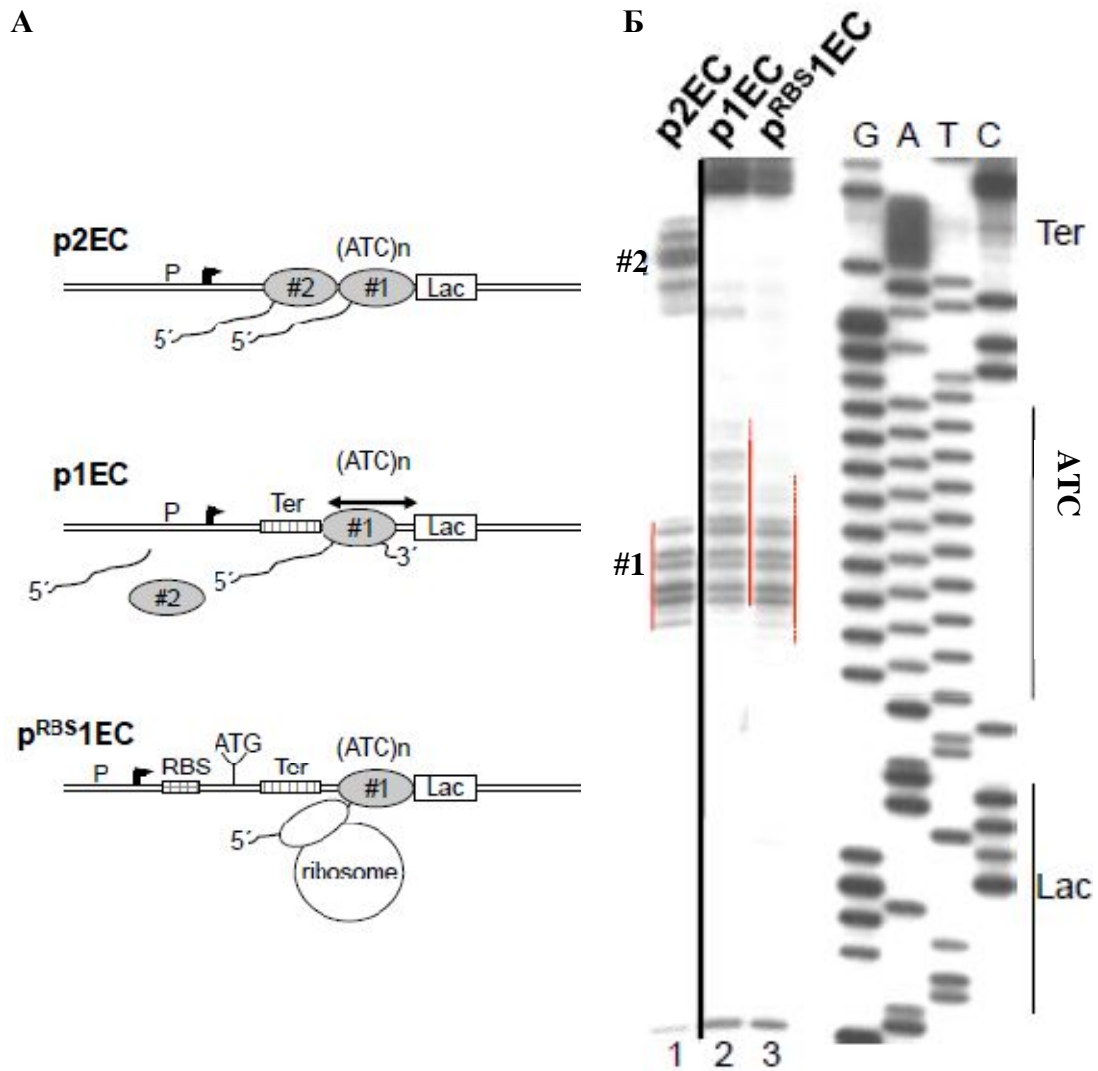 А
p2EC
P
(ATC)n
#2
#1
Lac
5´
5´
p1EC
(ATC)n
P
Ter
#1
Lac
5´
5´
-3´
#2
pRBS1EC
P
RBS
ATG
Ter
(ATC)n
#1
Lac
5´
ribosome
Б
p2EC
p1EC
pRBS1EC
G A T C
Ter
#2
ATC
#1
Lac
1 2 3